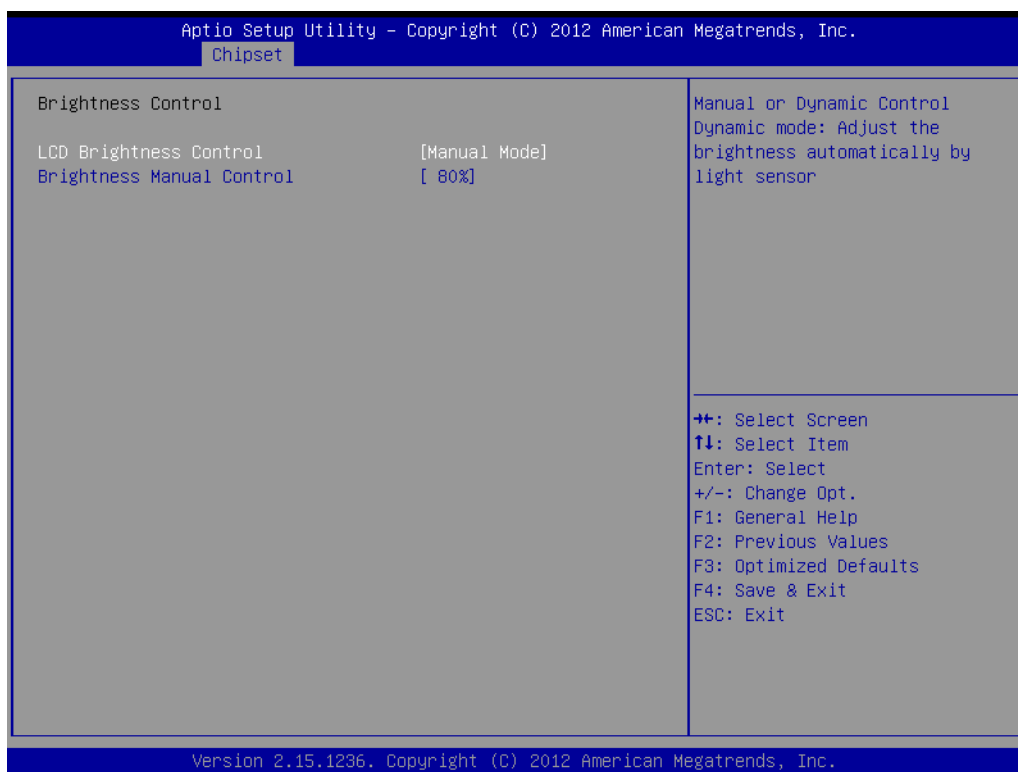 Aptio Setup Utility – Copyright (C) 2012 American Megatrends, Inc.
Chipset
Brightness Control
LCD Brightness Control [Manual Mode]
Brightness Manual Control [ 80%]
Manual or Dynamic Control
Dynamic mode: Adjust the
brightness automatically by
light sensor
→←: Select Screen
↑↓: Select Item
Enter: Select
+/-: Change Opt.
F1: General Help
F2: Previous Values
F3: Optimized Defaults
F4: Save & Exit
ESC: Exit
Version 2.15.1236. Copyright (C) 2012 American Megatrends, Inc.